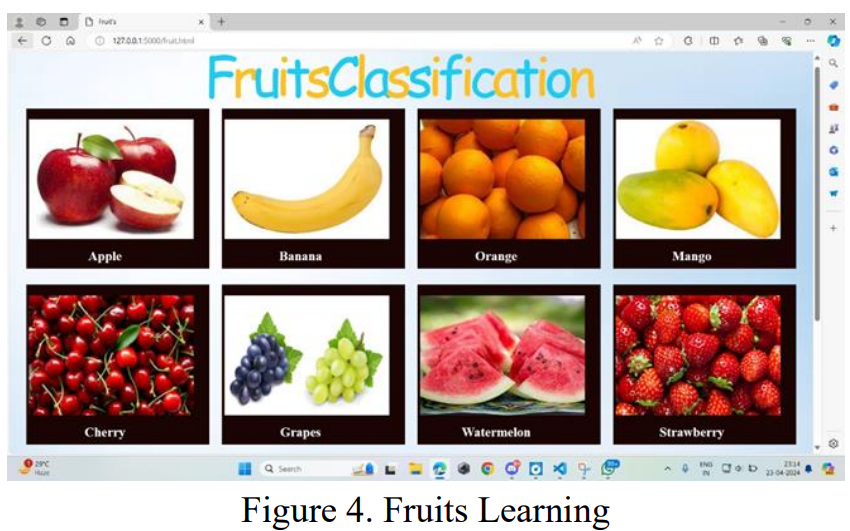 Fruit's
127.0.0.1:5000/fruit.html
FruitsClassification
Apple Banana Orange Mango
Cherry Grapes Watermelon Strawberry
29°C
Haze
Search
ENG
IN
23:14
23-04-2024
Figure 4. Fruits Learning